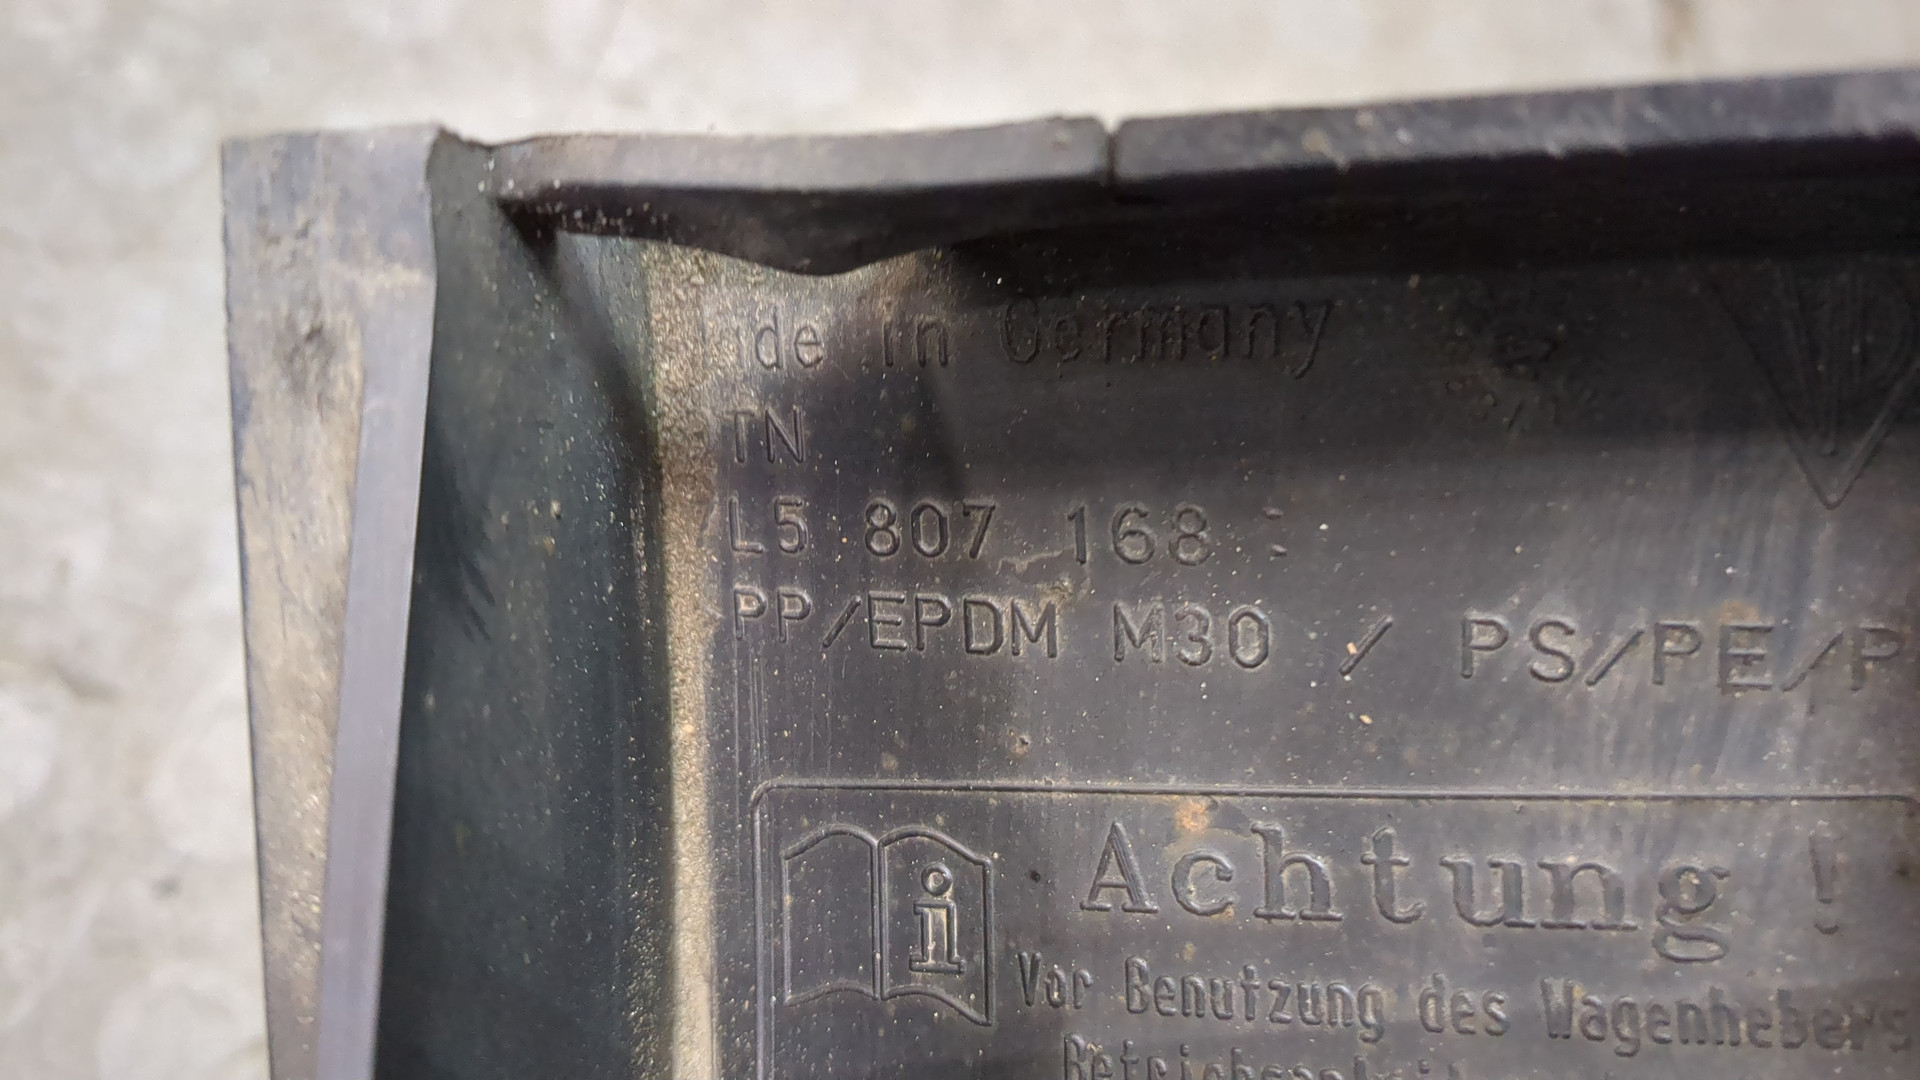 de in Germany
TN
L5 807 168
PP/EPDM M30 / PS/PE/P
Achtung !
Vor Benutzung des Wagenhebers